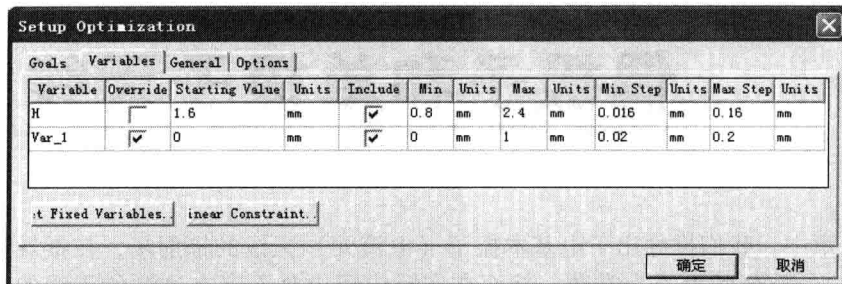 Setup Optimization
Goals Variables General Options
Variable Override Starting Value Units Include Min Units Max Units Min Step Units Max Step Units
H 1.6 mm 0.8 mm 2.4 mm 0.016 mm 0.16 mm
Var_1 0 mm 0 mm 1 mm 0.02 mm 0.2 mm
et Fixed Variables.. inear Constraint..
确定 取消